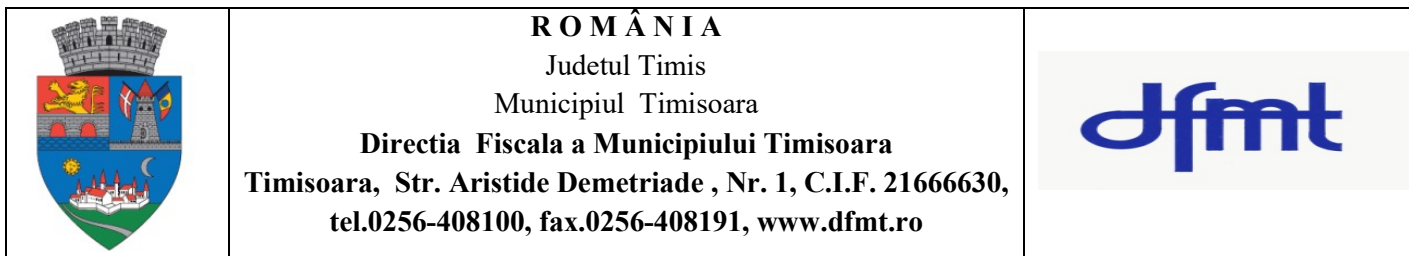 R O M Â N I A
Judetul Timis
Municipiul Timisoara
Directia Fiscala a Municipiului Timisoara
Timisoara, Str. Aristide Demetriade , Nr. 1, C.I.F. 21666630,
tel.0256-408100, fax.0256-408191, www.dfmt.ro
dfmt